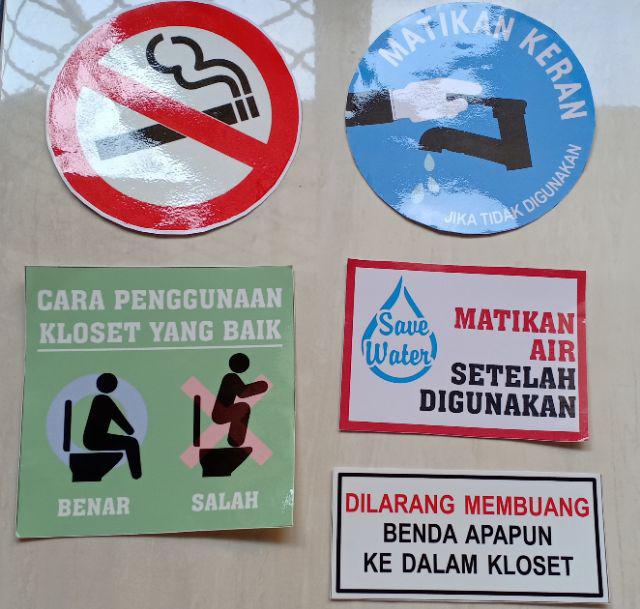 MATIKAN KERAN
JIKA TIDAK DIGUNAKAN
CARA PENGGUNAAN
KLOSET YANG BAIK
BENAR
SALAH
Save
Water
MATIKAN
AIR
SETELAH
DIGUNAKAN
DILARANG MEMBUANG
BENDA APAPUN
KE DALAM KLOSET